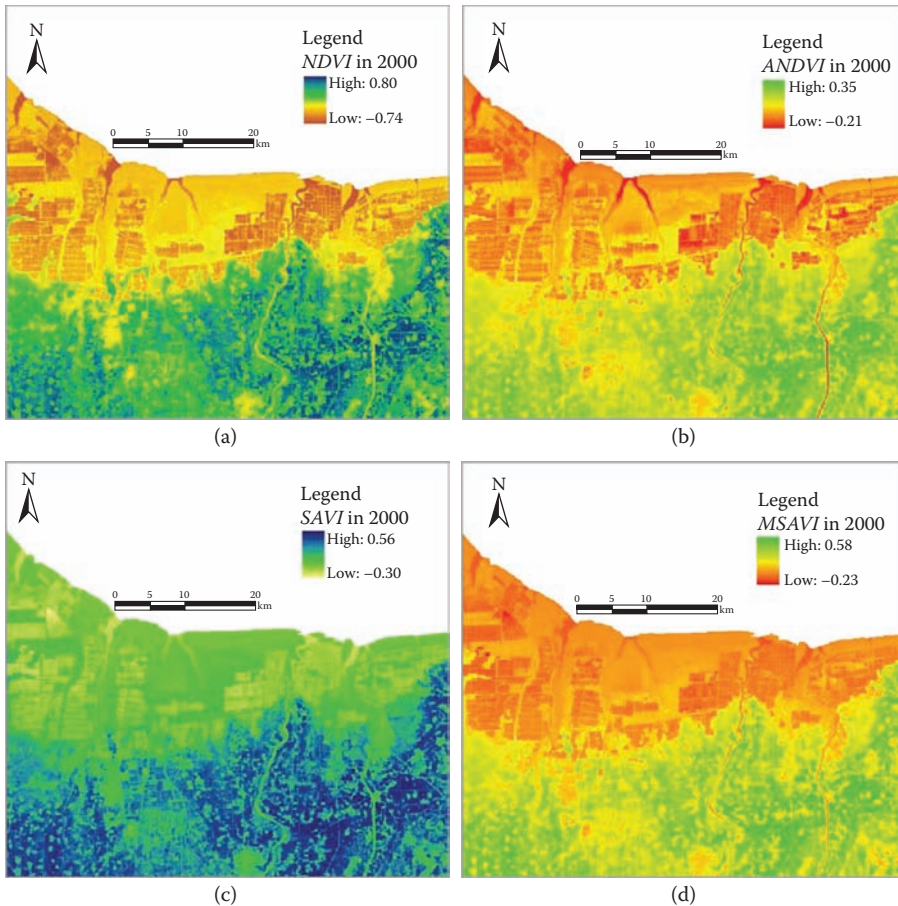 N
Legend
NDVI in 2000
High: 0.80
Low: −0.74
0 5 10 20
km
(a)
N
Legend
ANDVI in 2000
High: 0.35
Low: −0.21
0 5 10 20
km
(b)
N
Legend
SAVI in 2000
High: 0.56
Low: −0.30
0 5 10 20
km
(c)
N
Legend
MSAVI in 2000
High: 0.58
Low: −0.23
0 5 10 20
km
(d)